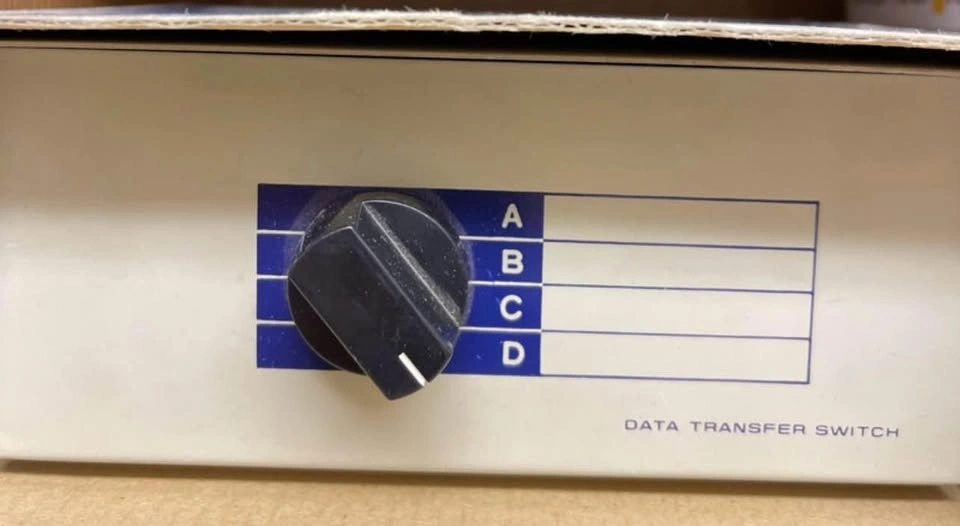 A
B
C
D
DATA TRANSFER SWITCH